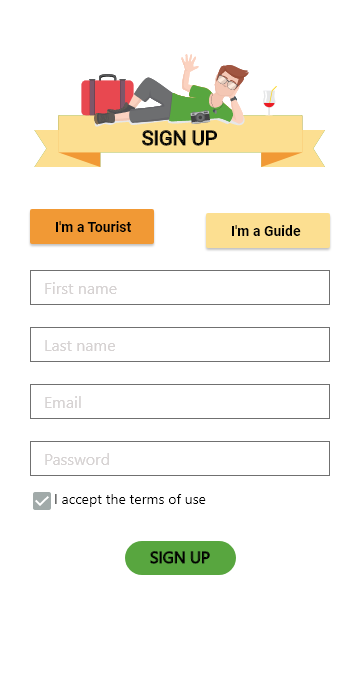 SIGN UP
I'm a Tourist
I'm a Guide
First name
Last name
Email
Password
I accept the terms of use
SIGN UP